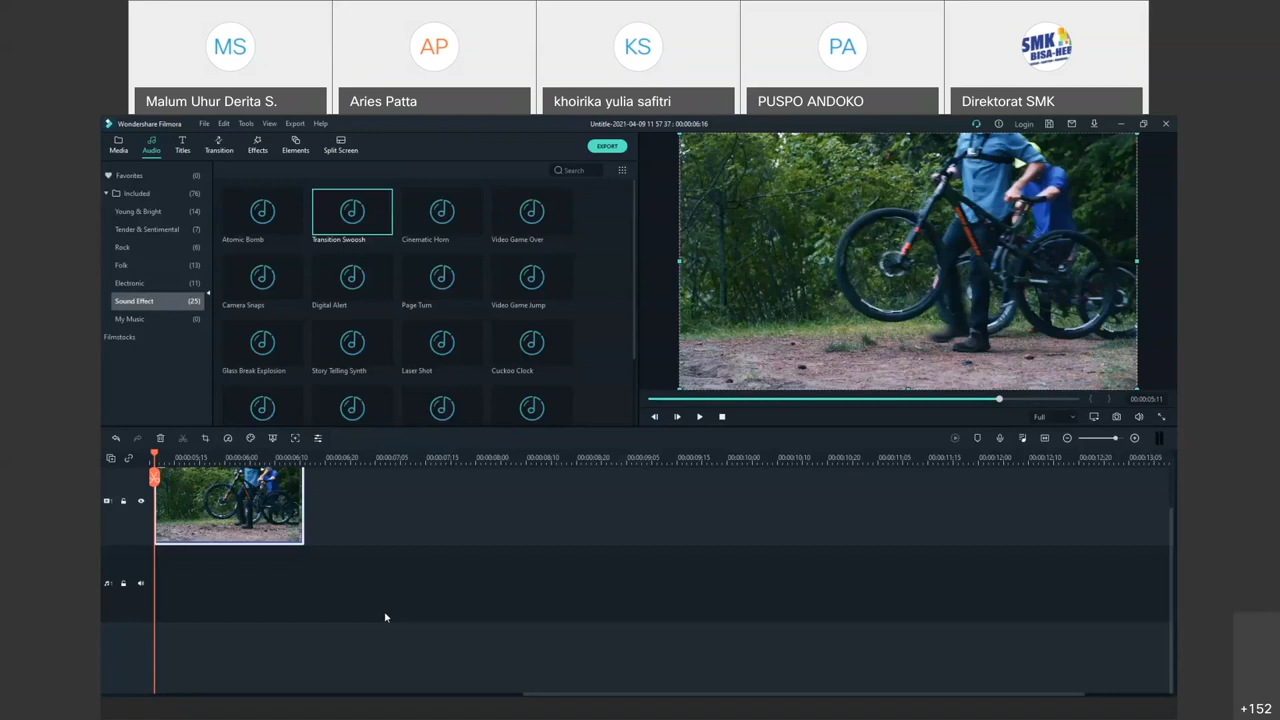 MS
AP
KS
PA
SMK
BISA-HEBAT
Malum Uhur Derita S.
Aries Patta
khoirika yulia safitri
PUSPO ANDOKO
Direktorat SMK
Wondershare Filmora
File
Edit
Tools
View
Export
Help
Untitle-2021-04-09 11 57 37 : 00:00:06:16
Login
Media
Audio
Titles
Transition
Effects
Elements
Split Screen
EXPORT
Favorites (0)
Included (76)
Young & Bright (14)
Tender & Sentimental (7)
Rock (6)
Folk (13)
Electronic (11)
Sound Effect (25)
My Music (0)
Filmstocks
Search
Atomic Bomb
Transition Swoosh
Cinematic Horn
Video Game Over
Camera Snaps
Digital Alert
Page Turn
Video Game Jump
Glass Break Explosion
Story Telling Synth
Laser Shot
Cuckoo Clock
00:00:05:11
Full
00:00:05:15
00:00:06:00
00:00:06:10
00:00:06:20
00:00:07:05
00:00:07:15
00:00:08:00
00:00:08:10
00:00:08:20
00:00:09:05
00:00:09:15
00:00:10:00
00:00:10:10
00:00:10:20
00:00:11:05
00:00:11:15
00:00:12:00
00:00:12:10
00:00:12:20
00:00:13:05
1
1
+152